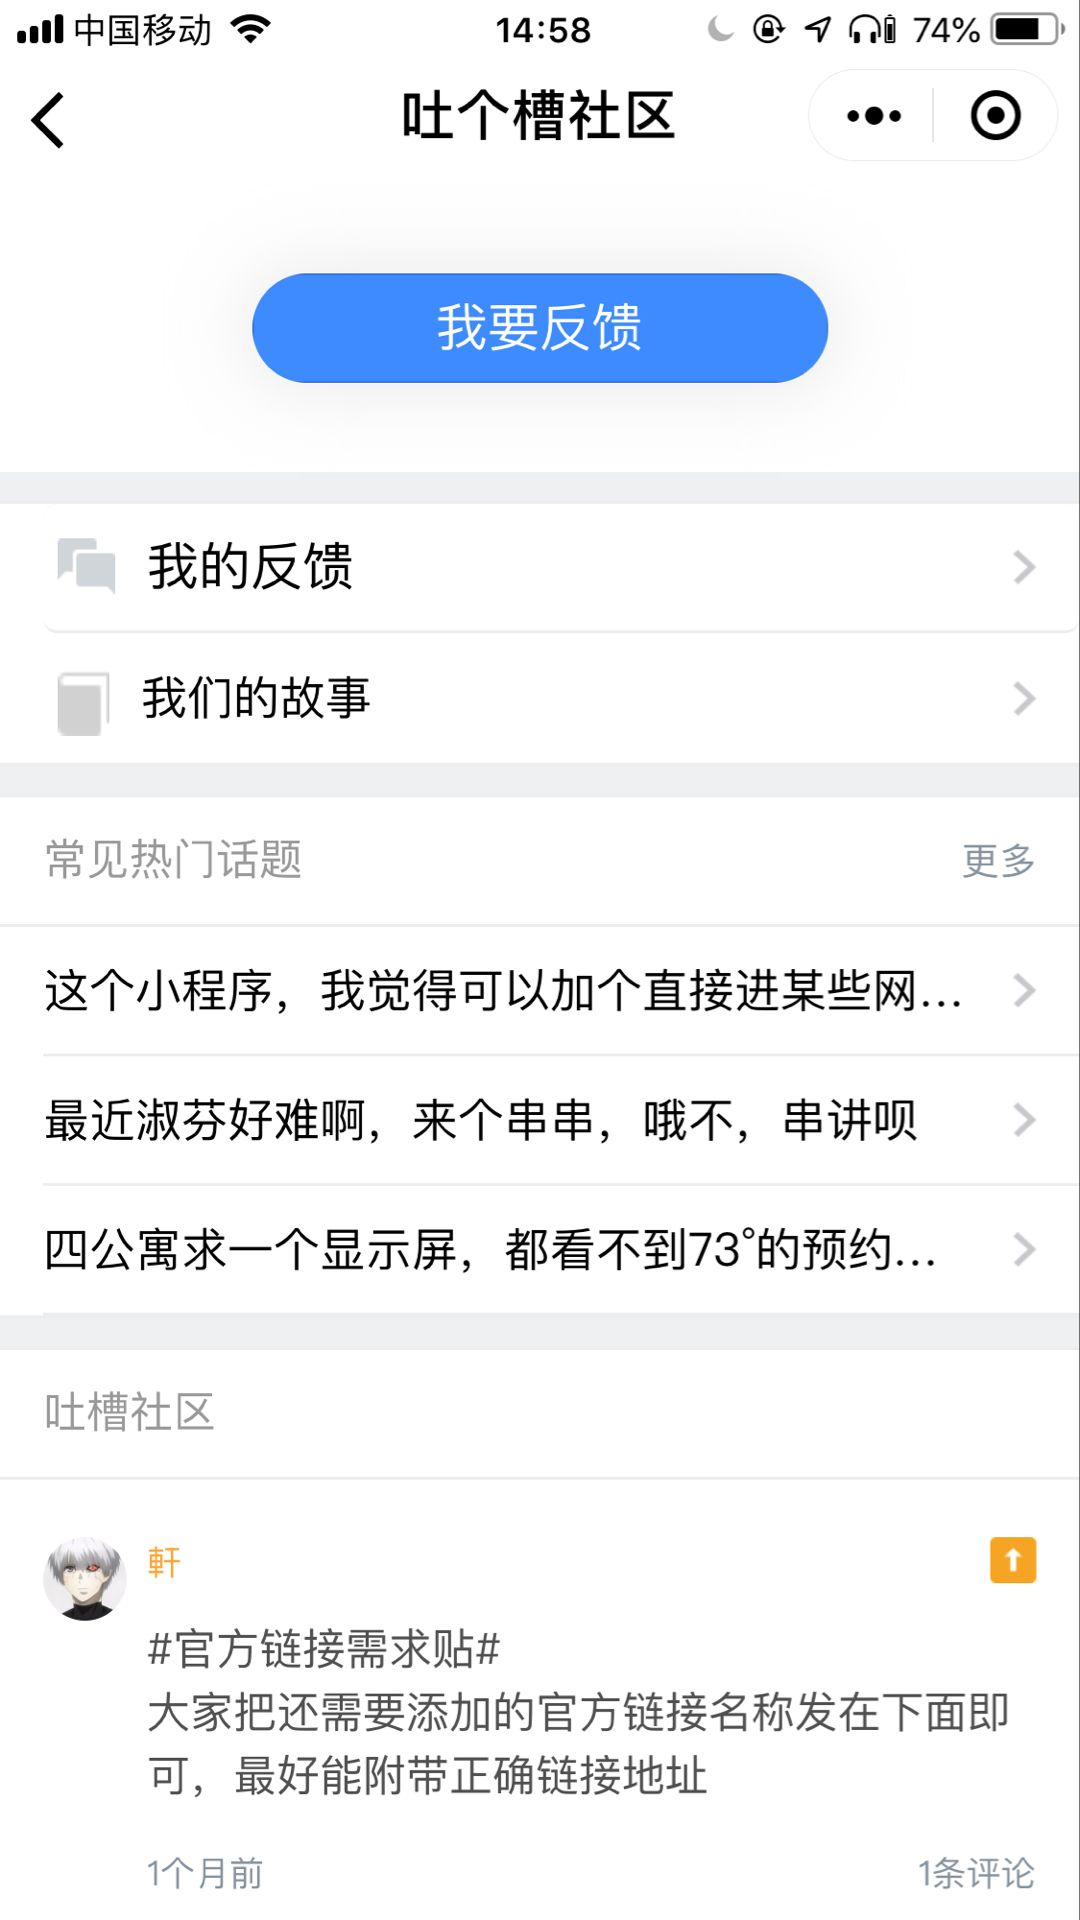 中国移动 14:58 74%
吐个槽社区
我要反馈
我的反馈
我们的故事
常见热门话题 更多
这个小程序，我觉得可以加个直接进某些网...
最近淑芬好难啊，来个串串，哦不，串讲呗
四公寓求一个显示屏，都看不到73°的预约...
吐槽社区
軒
#官方链接需求贴#
大家把还需要添加的官方链接名称发在下面即
可，最好能附带正确链接地址
1个月前 1条评论